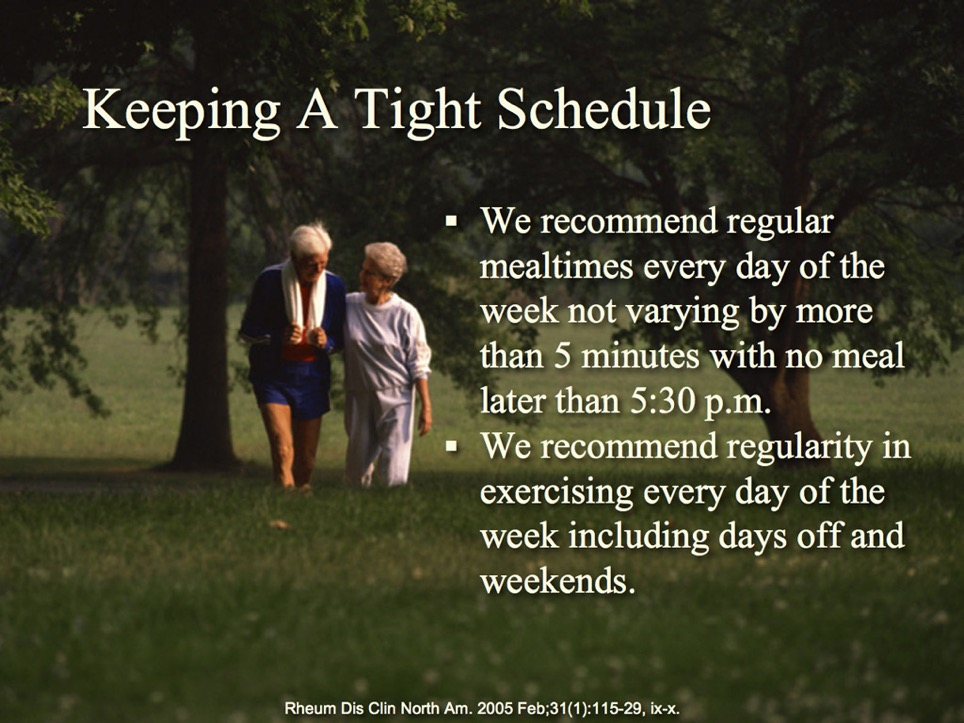 Keeping A Tight Schedule
▪ We recommend regular
mealtimes every day of the
week not varying by more
than 5 minutes with no meal
later than 5:30 p.m.
▪ We recommend regularity in
exercising every day of the
week including days off and
weekends.
Rheum Dis Clin North Am. 2005 Feb;31(1):115-29, ix-x.